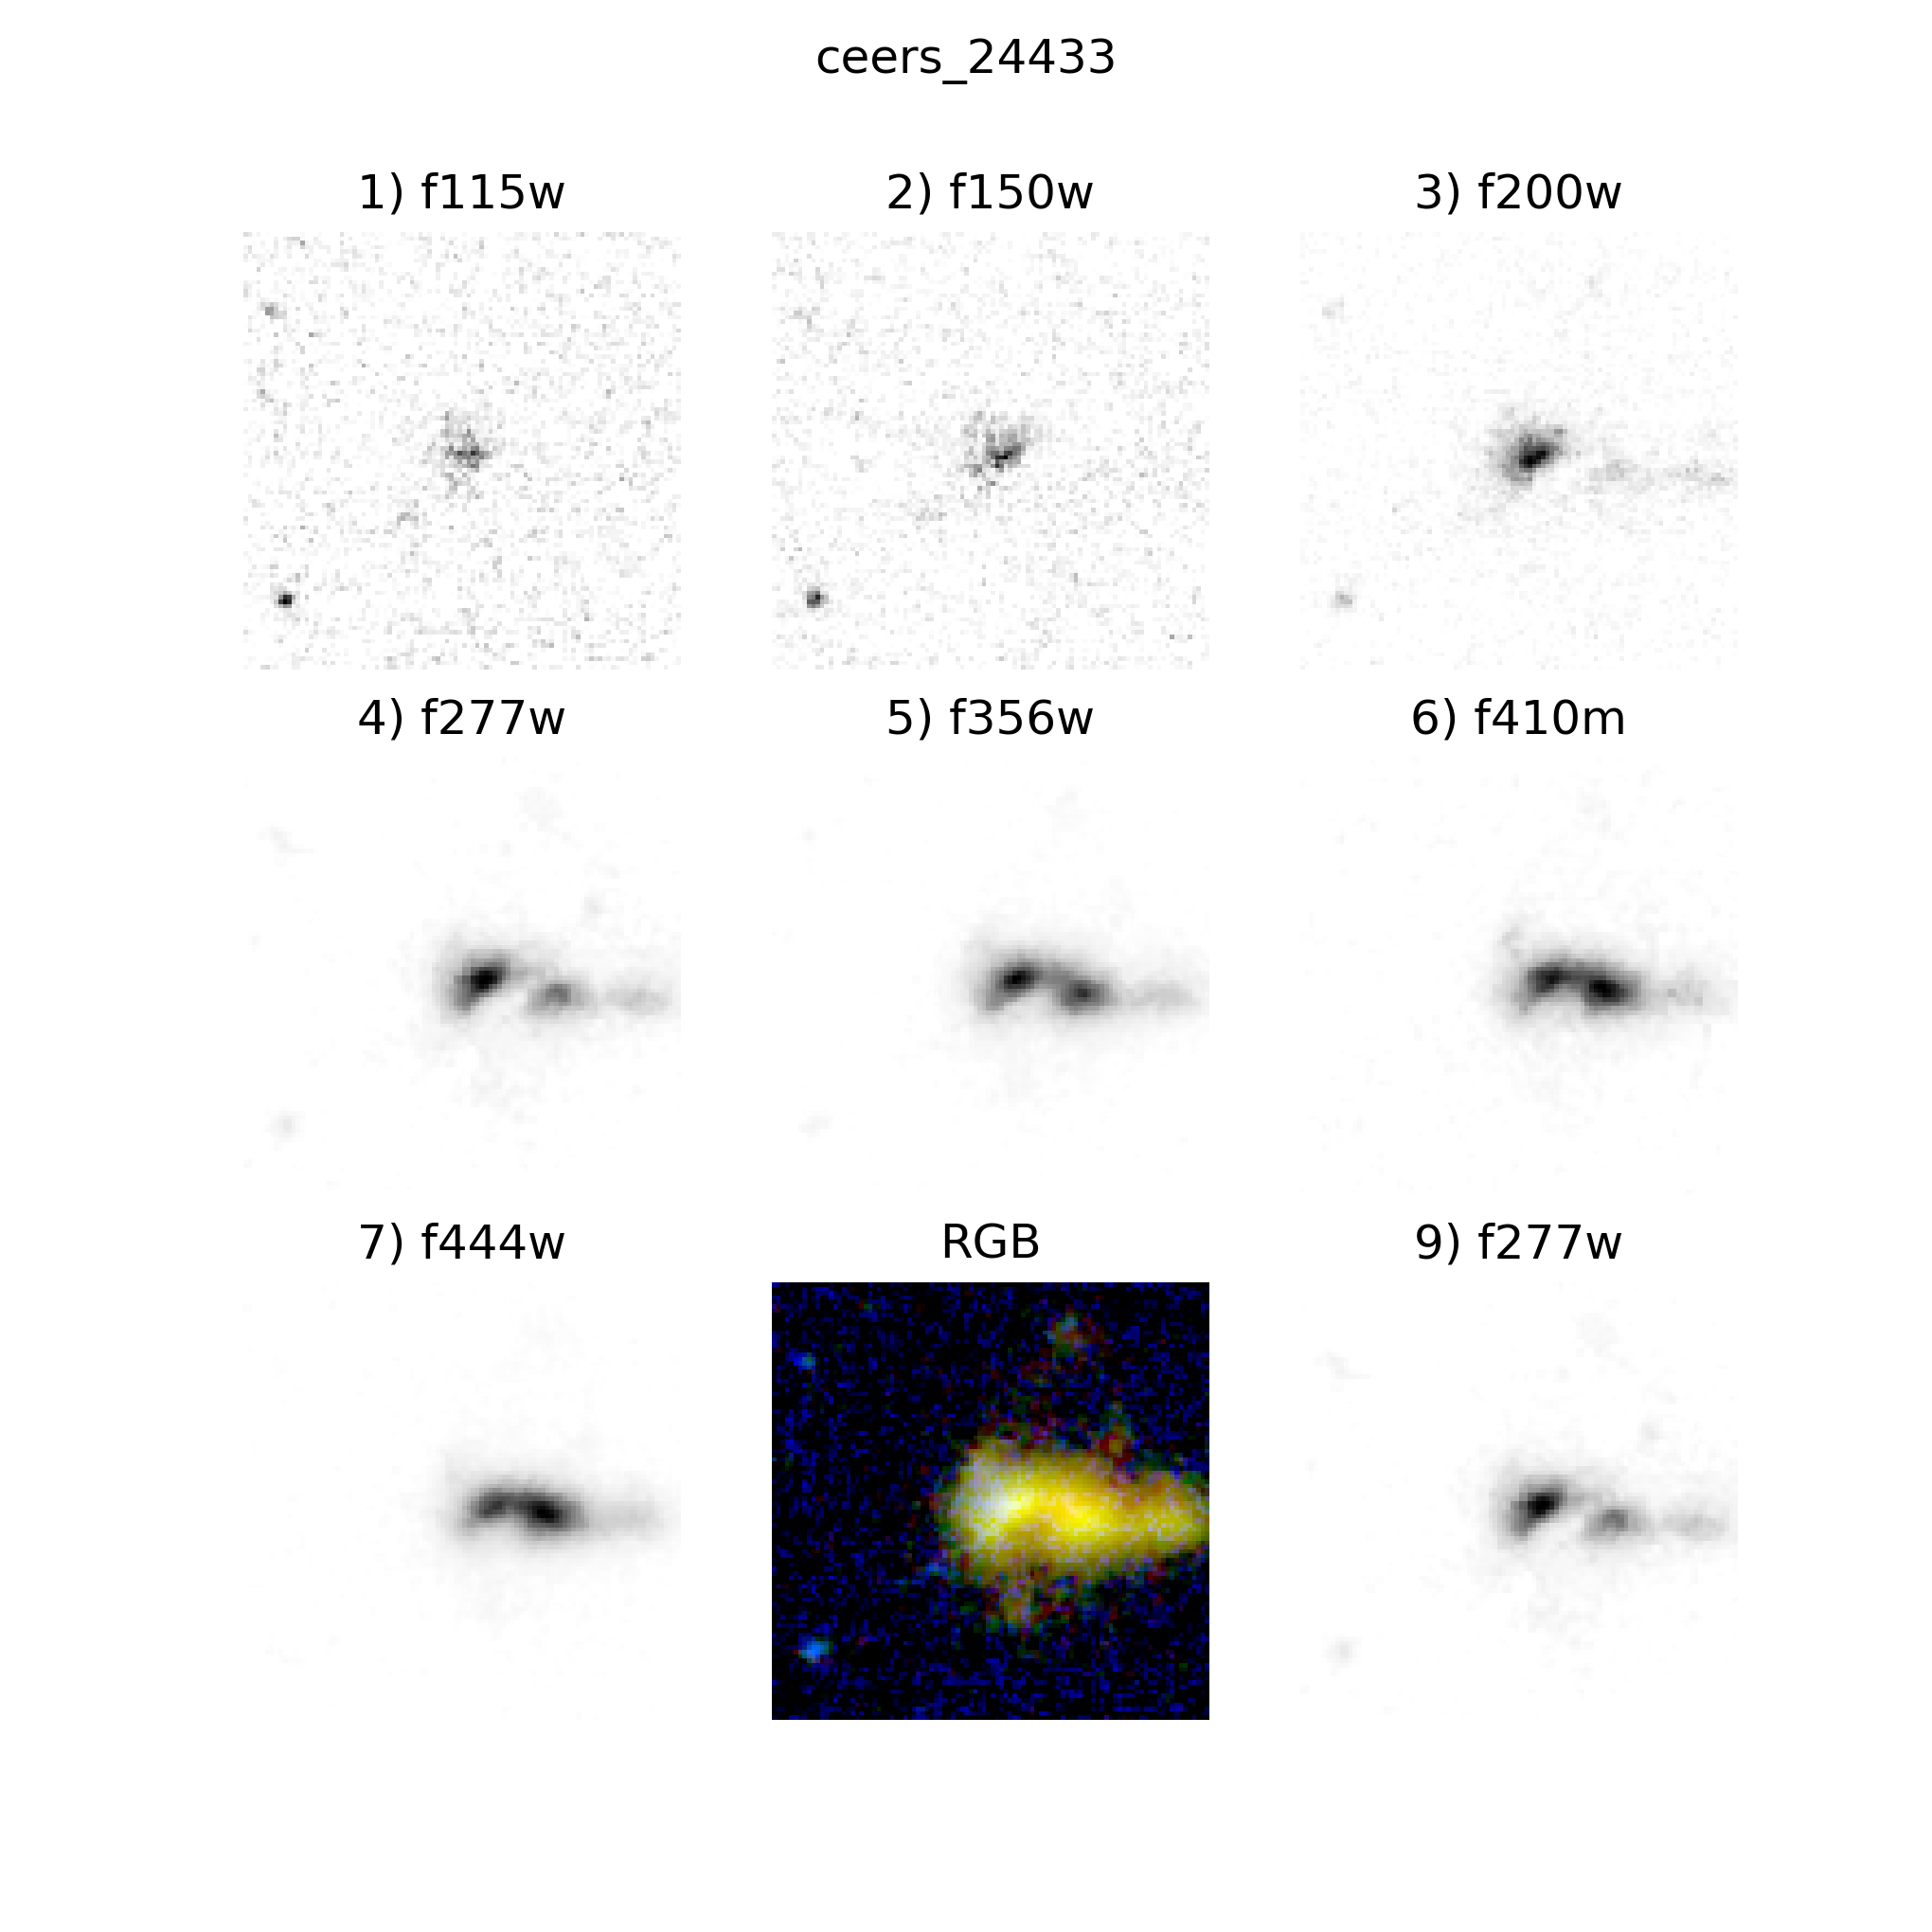 ceers_24433
1) f115w
2) f150w
3) f200w
4) f277w
5) f356w
6) f410m
7) f444w
RGB
9) f277w